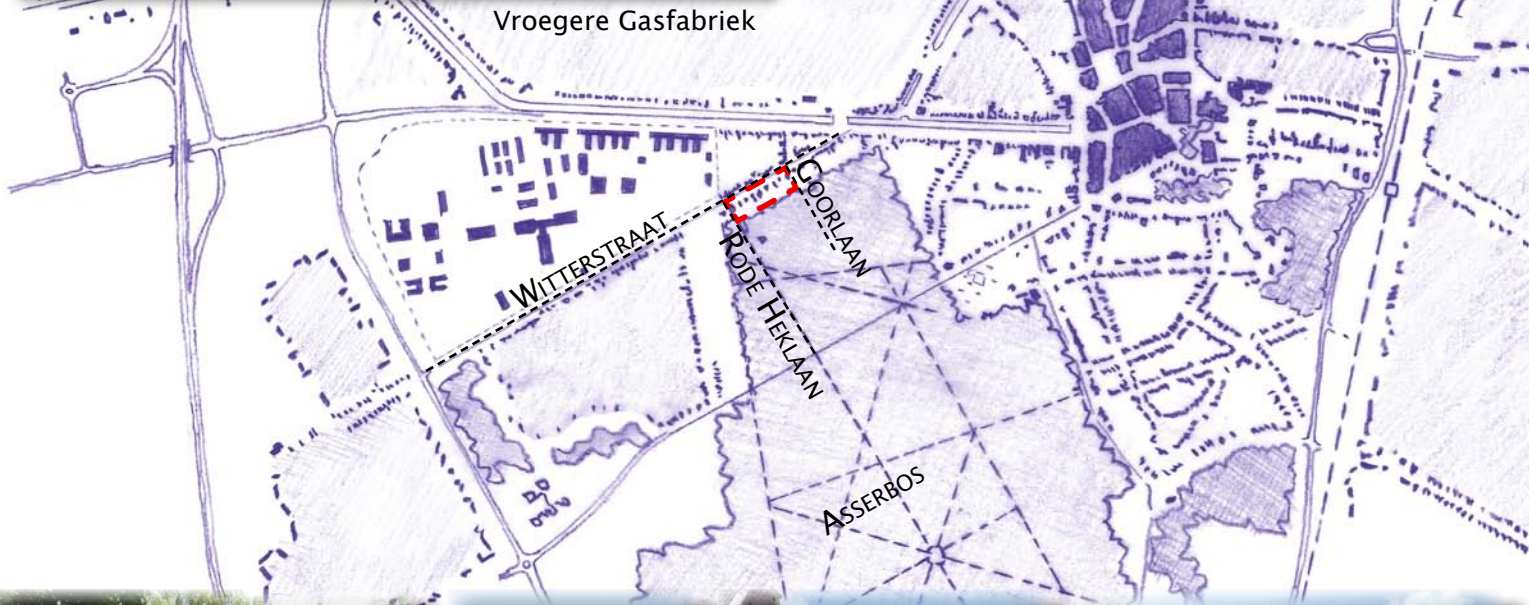 Vroegere Gasfabriek
Goorlaan
Witterstraat
Rode Heklaan
Asserbos